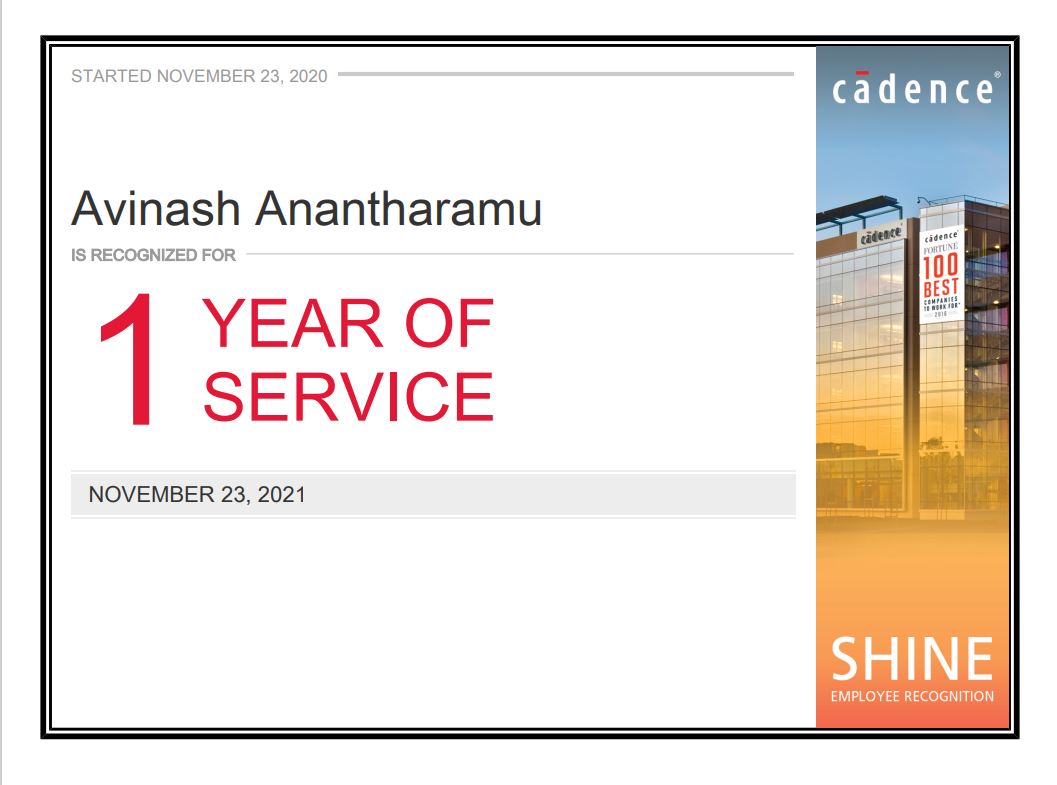 STARTED NOVEMBER 23, 2020
Avinash Anantharamu
IS RECOGNIZED FOR
1 YEAR OF
SERVICE
NOVEMBER 23, 2021
cādence®
cādence
cādence
FORTUNE
100
BEST
COMPANIES
TO WORK FOR®
2016
SHINE
EMPLOYEE RECOGNITION